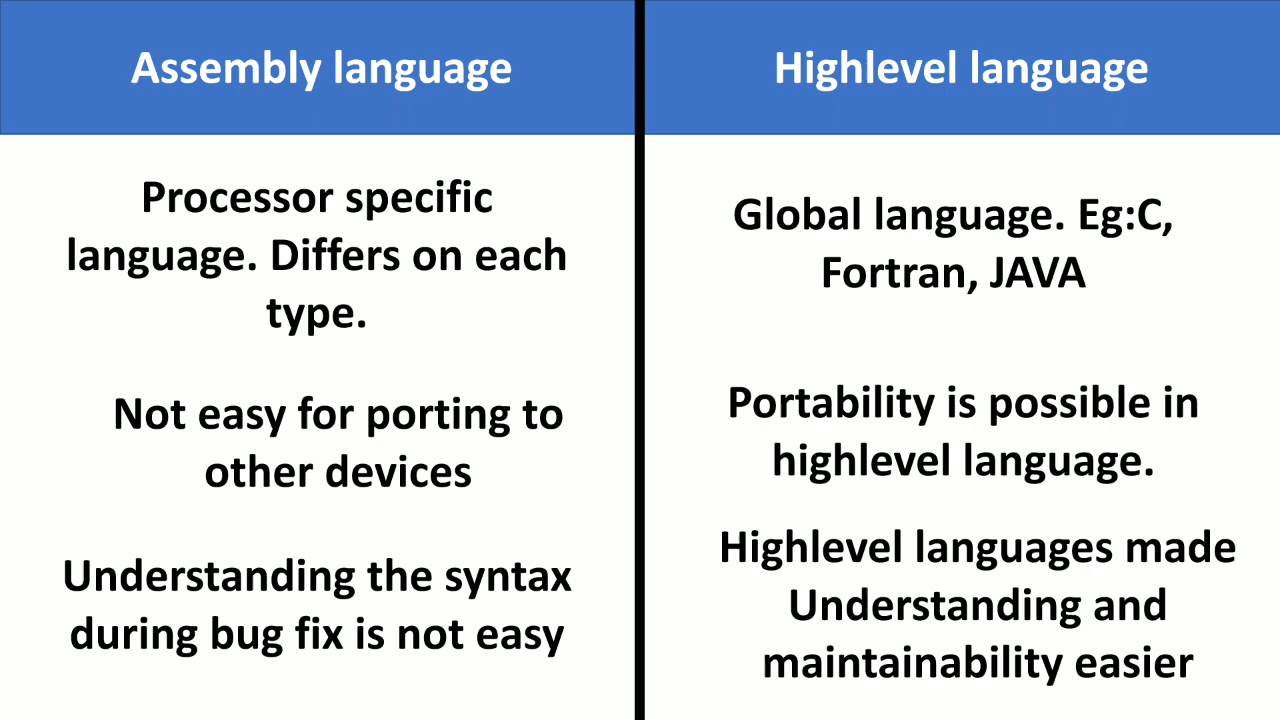 Assembly language
Processor specific
language. Differs on each
type.
Not easy for porting to
other devices
Understanding the syntax
during bug fix is not easy
Highlevel language
Global language. Eg:C,
Fortran, JAVA
Portability is possible in
highlevel language.
Highlevel languages made
Understanding and
maintainability easier